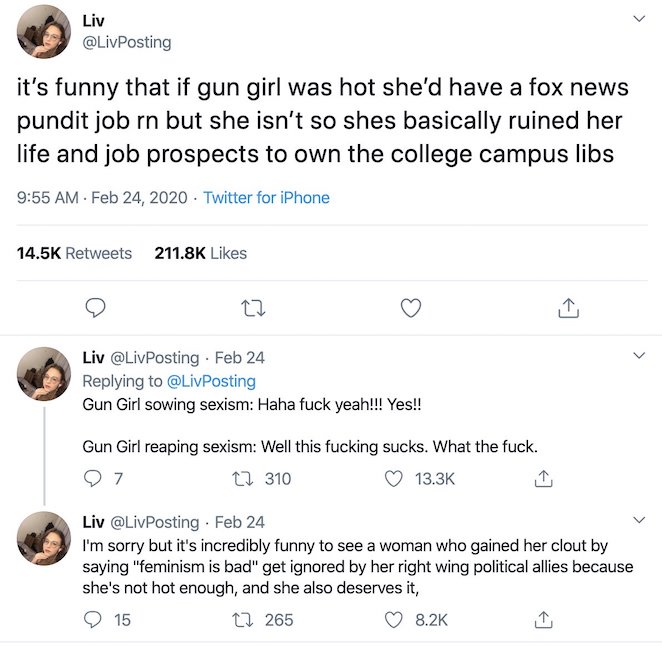 Liv
@LivPosting
it's funny that if gun girl was hot she'd have a fox news
pundit job rn but she isn't so shes basically ruined her
life and job prospects to own the college campus libs
9:55 AM · Feb 24, 2020 · Twitter for iPhone
14.5K Retweets 211.8K Likes
Liv @LivPosting · Feb 24
Replying to @LivPosting
Gun Girl sowing sexism: Haha fuck yeah!!! Yes!!
Gun Girl reaping sexism: Well this fucking sucks. What the fuck.
7 310 13.3K
Liv @LivPosting · Feb 24
I'm sorry but it's incredibly funny to see a woman who gained her clout by
saying "feminism is bad" get ignored by her right wing political allies because
she's not hot enough, and she also deserves it,
15 265 8.2K